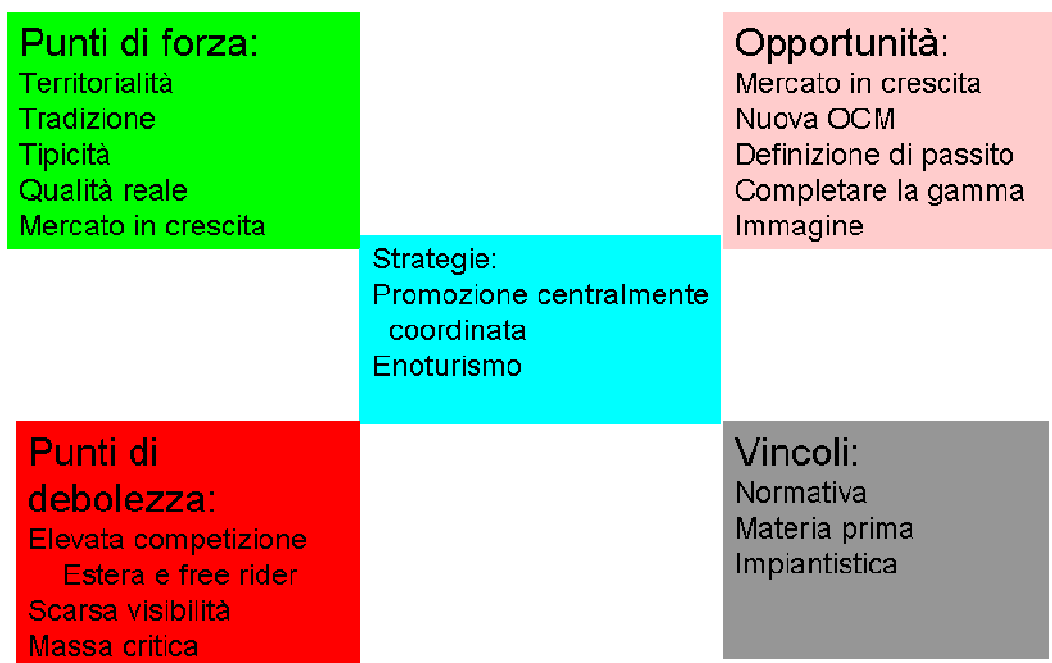 Punti di forza:
Territorialità
Tradizione
Tipicità
Qualità reale
Mercato in crescita
Opportunità:
Mercato in crescita
Nuova OCM
Definizione di passito
Completare la gamma
Immagine
Strategie:
Promozione centralmente
coordinata
Enoturismo
Punti di
debolezza:
Elevata competizione
Estera e free rider
Scarsa visibilità
Massa critica
Vincoli:
Normativa
Materia prima
Impiantistica